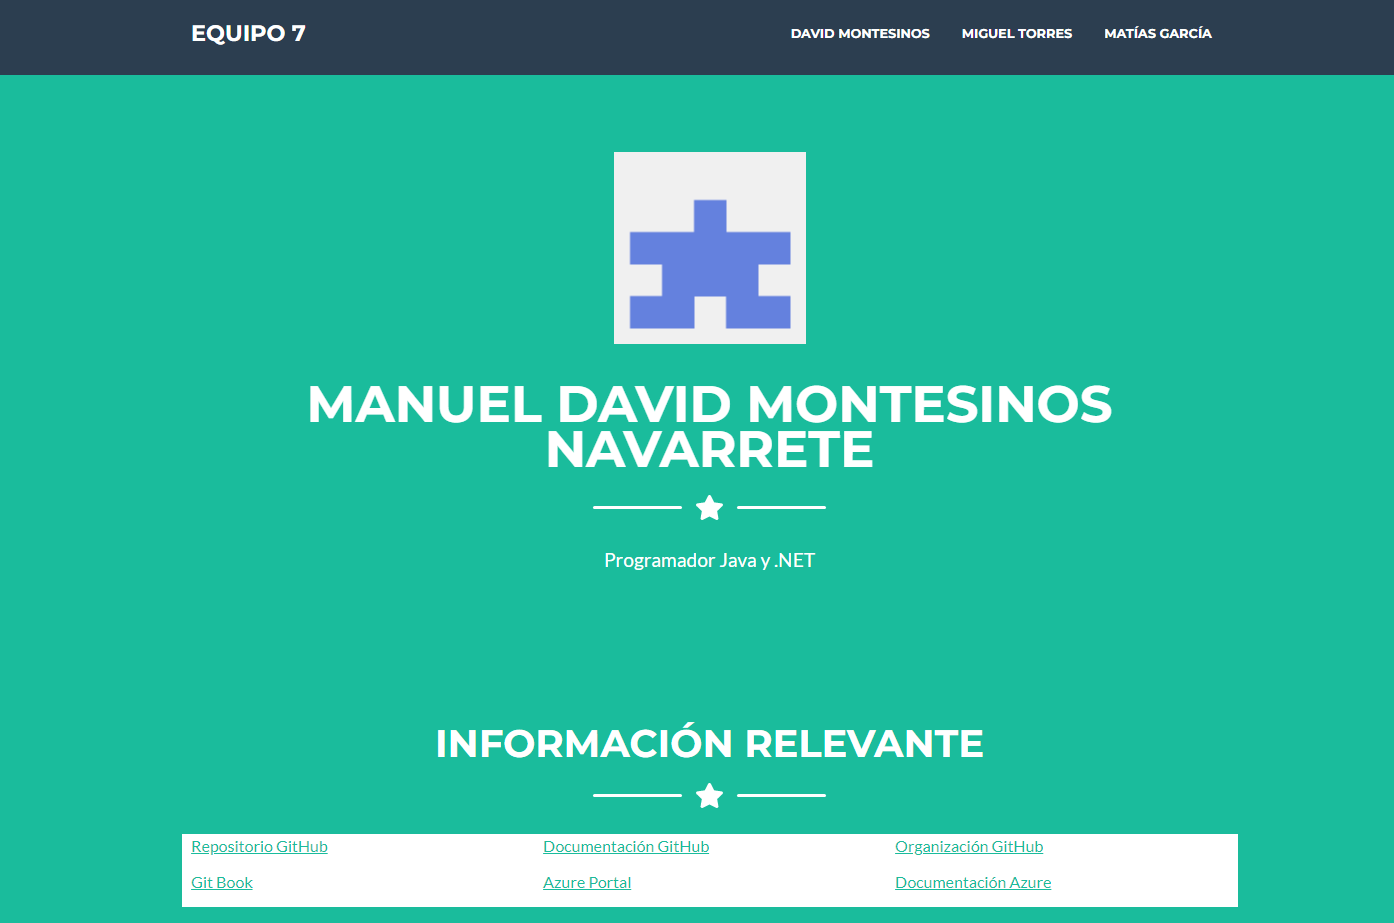 EQUIPO 7 DAVID MONTESINOS MIGUEL TORRES MATÍAS GARCÍA
MANUEL DAVID MONTESINOS
NAVARRETE
Programador Java y .NET
INFORMACIÓN RELEVANTE
Repositorio GitHub Documentación GitHub Organización GitHub
Git Book Azure Portal Documentación Azure